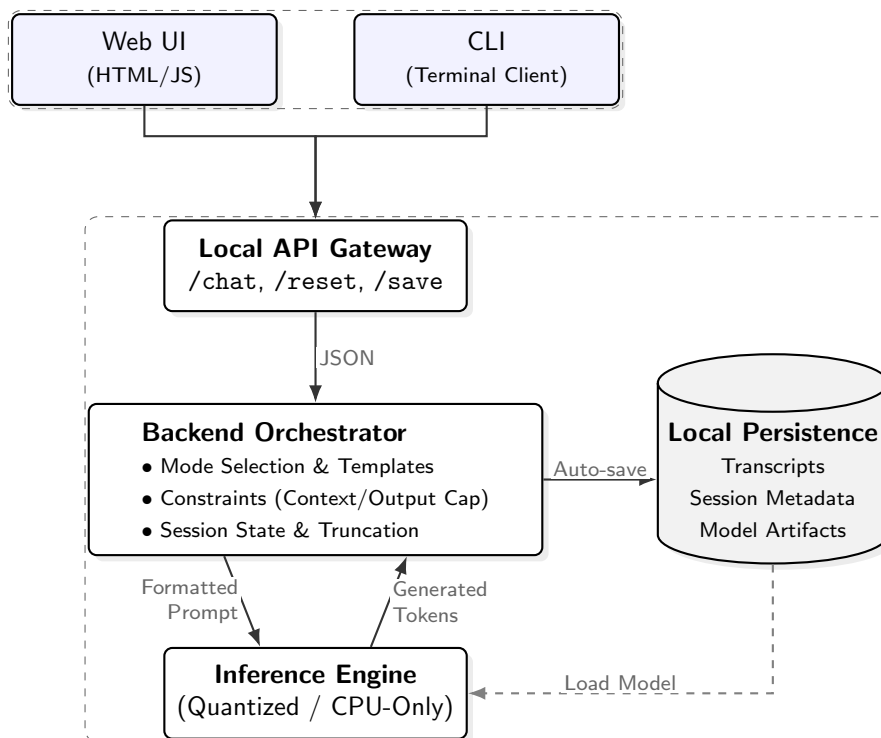 Web UI
(HTML/JS)
CLI
(Terminal Client)
Local API Gateway
/chat, /reset, /save
JSON
Backend Orchestrator
• Mode Selection & Templates
• Constraints (Context/Output Cap)
• Session State & Truncation
Auto-save
Local Persistence
Transcripts
Session Metadata
Model Artifacts
Formatted
Prompt
Generated
Tokens
Inference Engine
(Quantized / CPU-Only)
Load Model